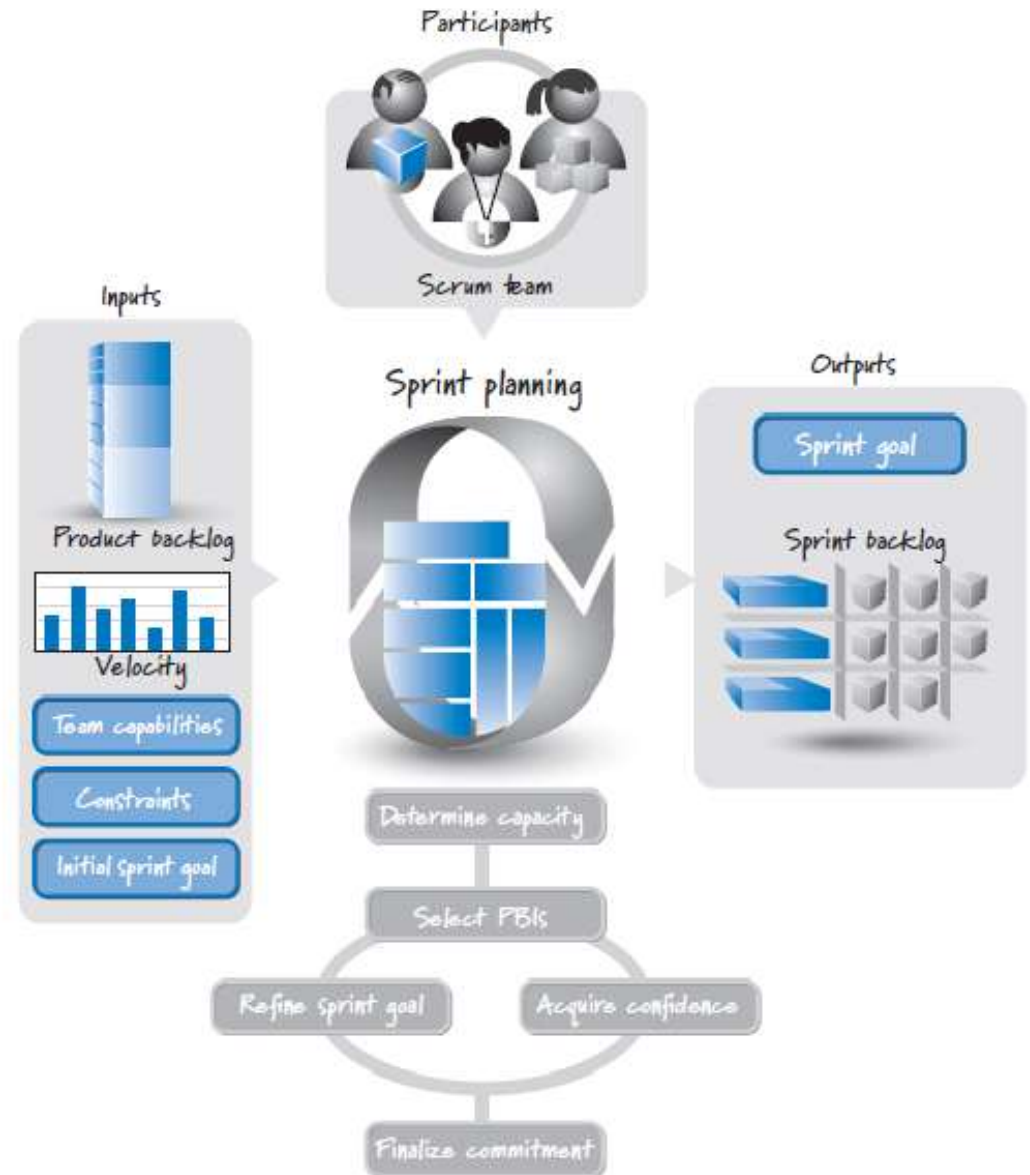 Participants
Scrum team
Inputs
Product backlog
Velocity
Team capabilities
Constraints
Initial sprint goal
Sprint planning
Outputs
Sprint goal
Sprint backlog
Determine capacity
Select PBIs
Refine sprint goal
Acquire confidence
Finalize commitment